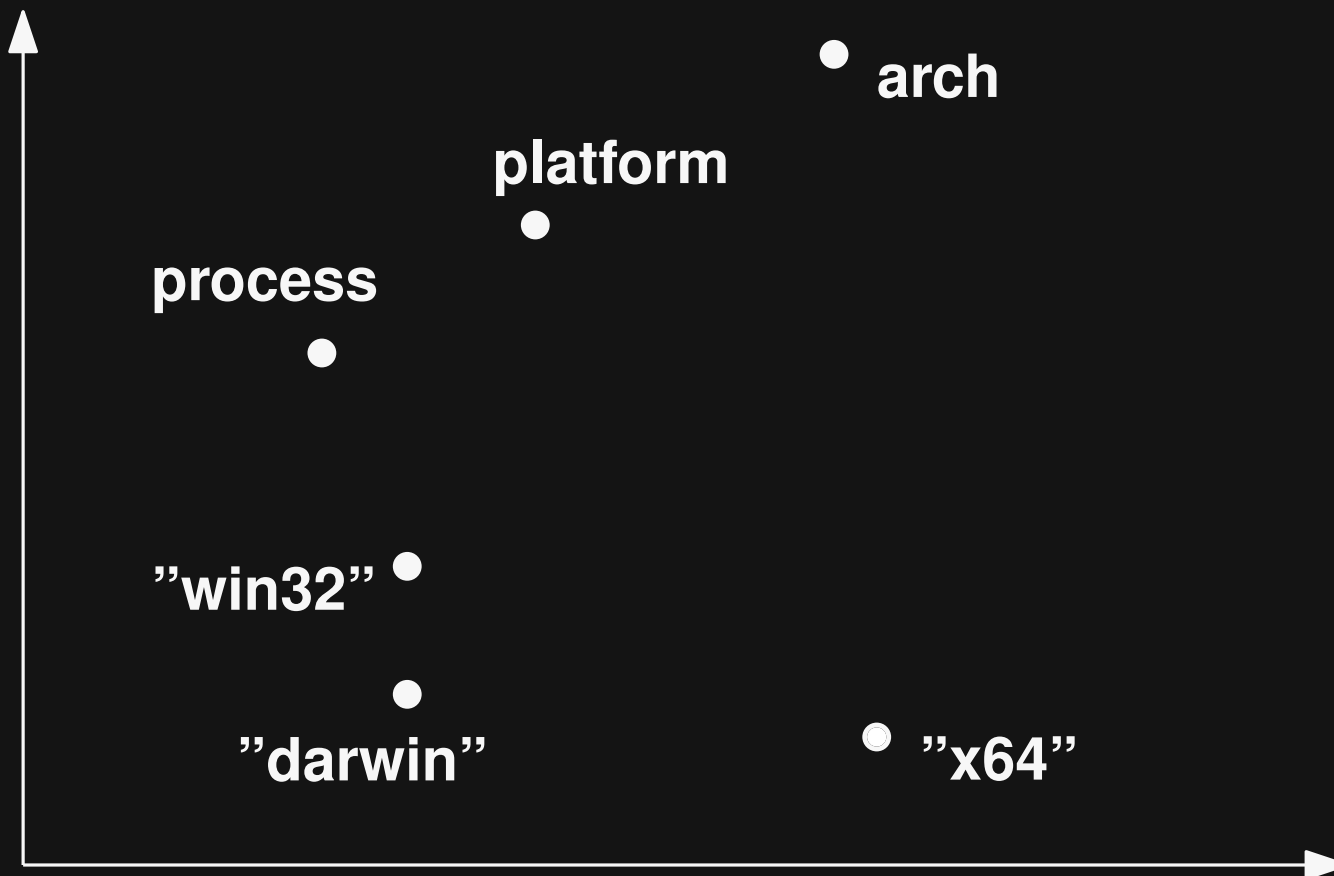 arch
platform
process
”win32”
”darwin”
”x64”